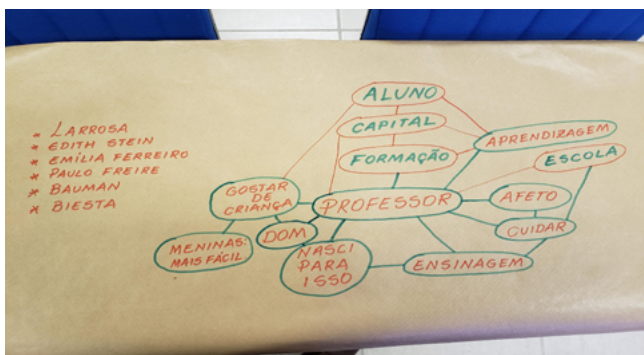 * LARROSA
* EDITH STEIN
* EMÍLIA FERREIRO
* PAULO FREIRE
* BAUMAN
* BIESTA
ALUNO
CAPITAL
APRENDIZAGEM
FORMAÇÃO
ESCOLA
GOSTAR
DE
CRIANÇA
PROFESSOR
AFETO
DOM
CUIDAR
MENINAS:
MAIS FÁCIL
NASCI
PARA
ISSO
ENSINAGEM